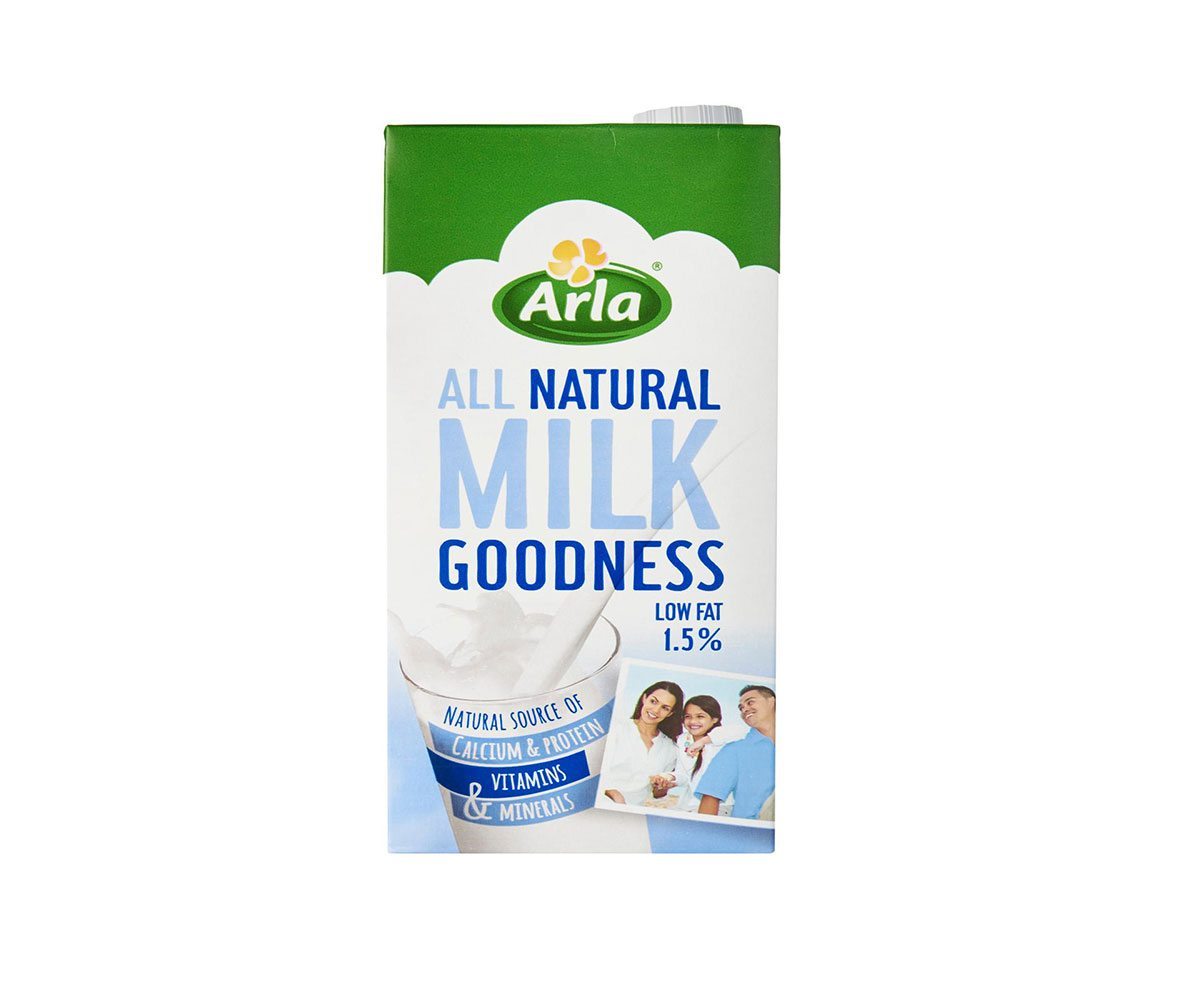 Arla®
ALL NATURAL
MILK
GOODNESS
LOW FAT
1.5%
NATURAL SOURCE OF
CALCIUM & PROTEIN
VITAMINS
& MINERALS